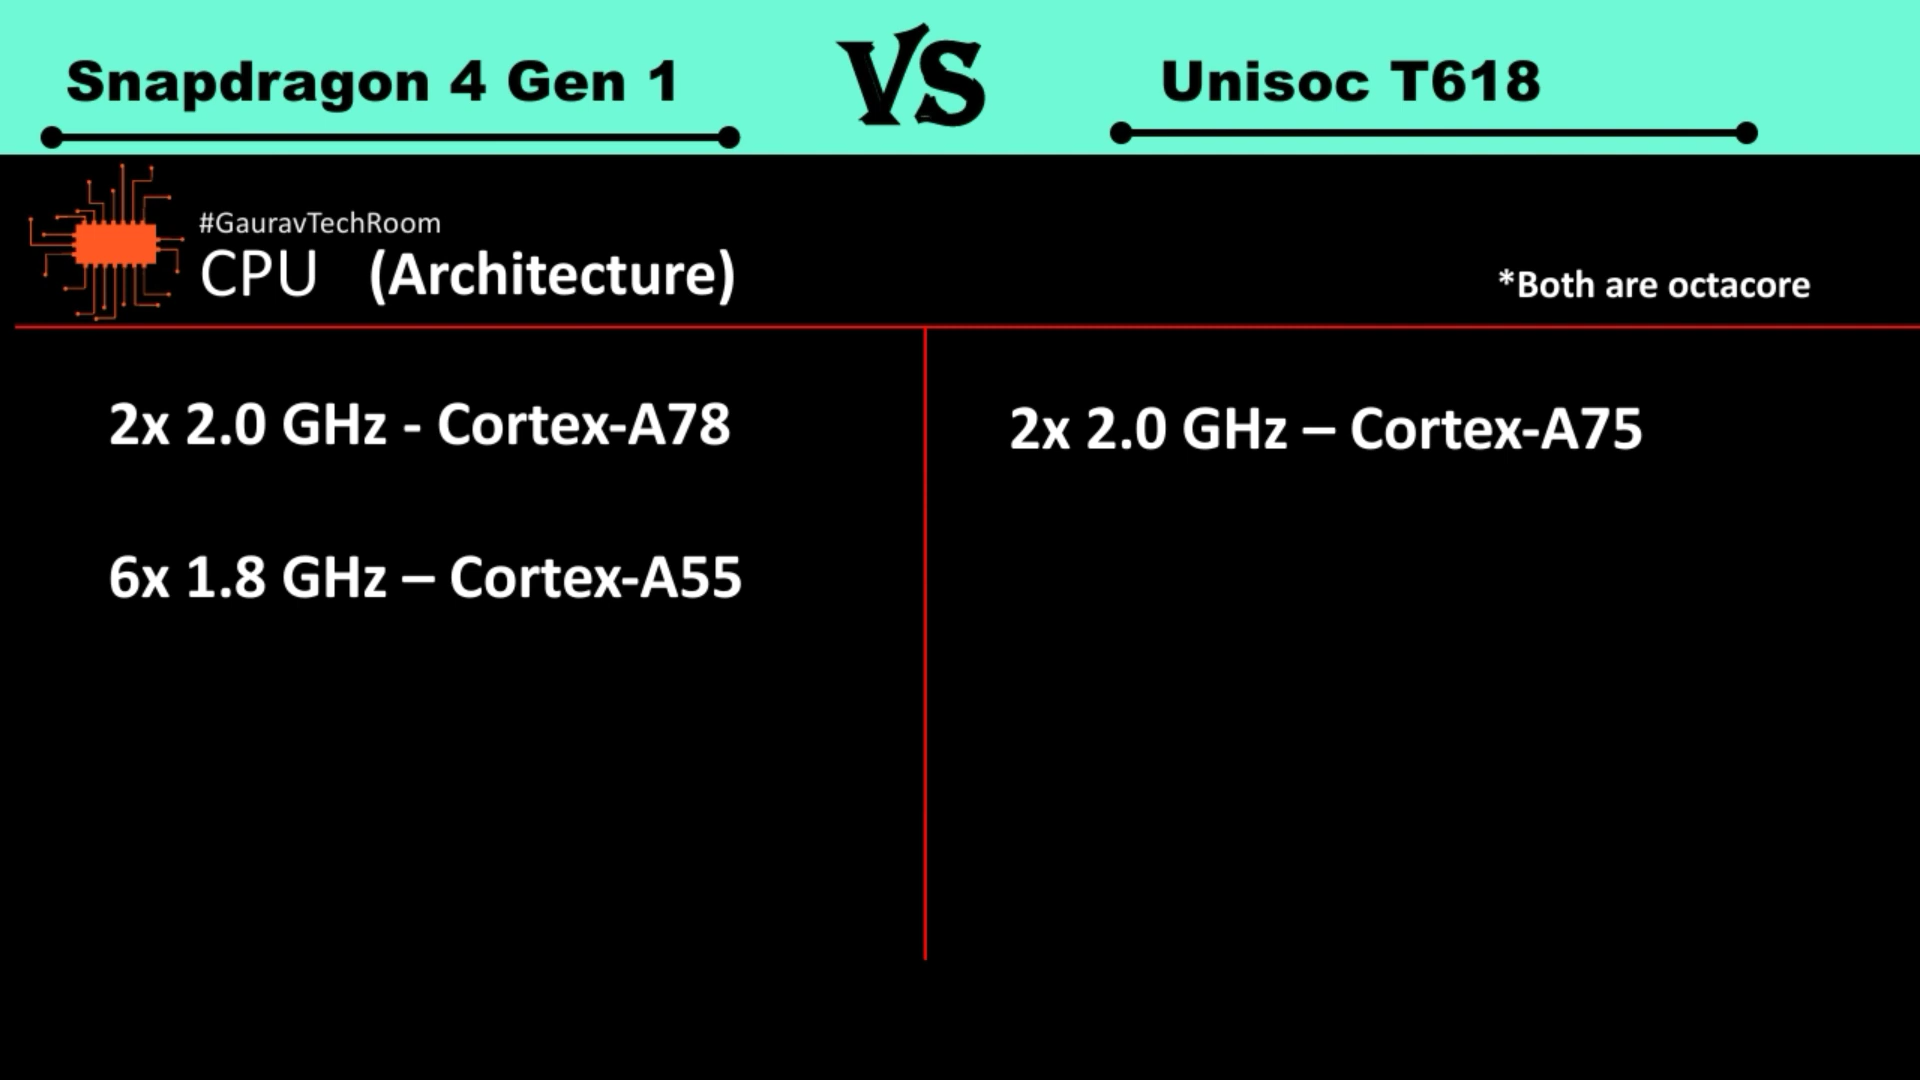 Snapdragon 4 Gen 1 VS Unisoc T618
#GauravTechRoom
CPU (Architecture)
*Both are octacore
2x 2.0 GHz - Cortex-A78
2x 2.0 GHz – Cortex-A75
6x 1.8 GHz – Cortex-A55